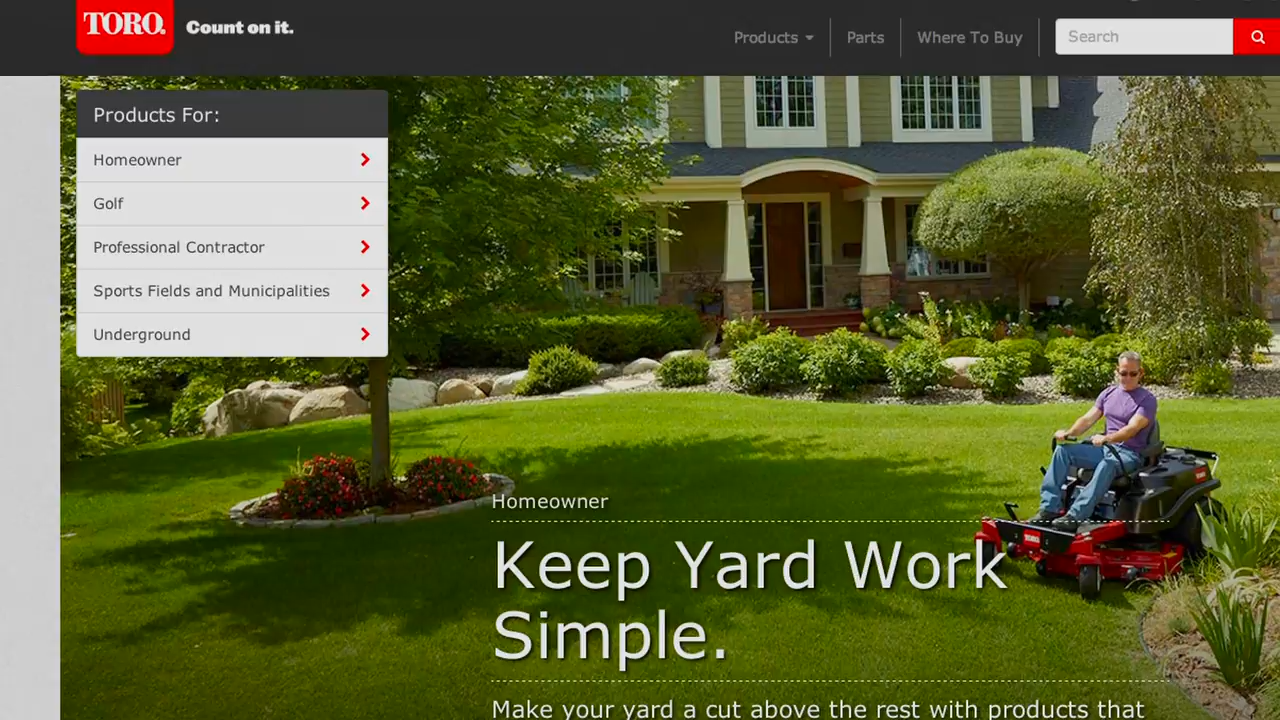 TORO. Count on it.
Products
Parts
Where To Buy
Search
Products For:
Homeowner
Golf
Professional Contractor
Sports Fields and Municipalities
Underground
TORO
Homeowner
Keep Yard Work
Simple.
Make your yard a cut above the rest with products that